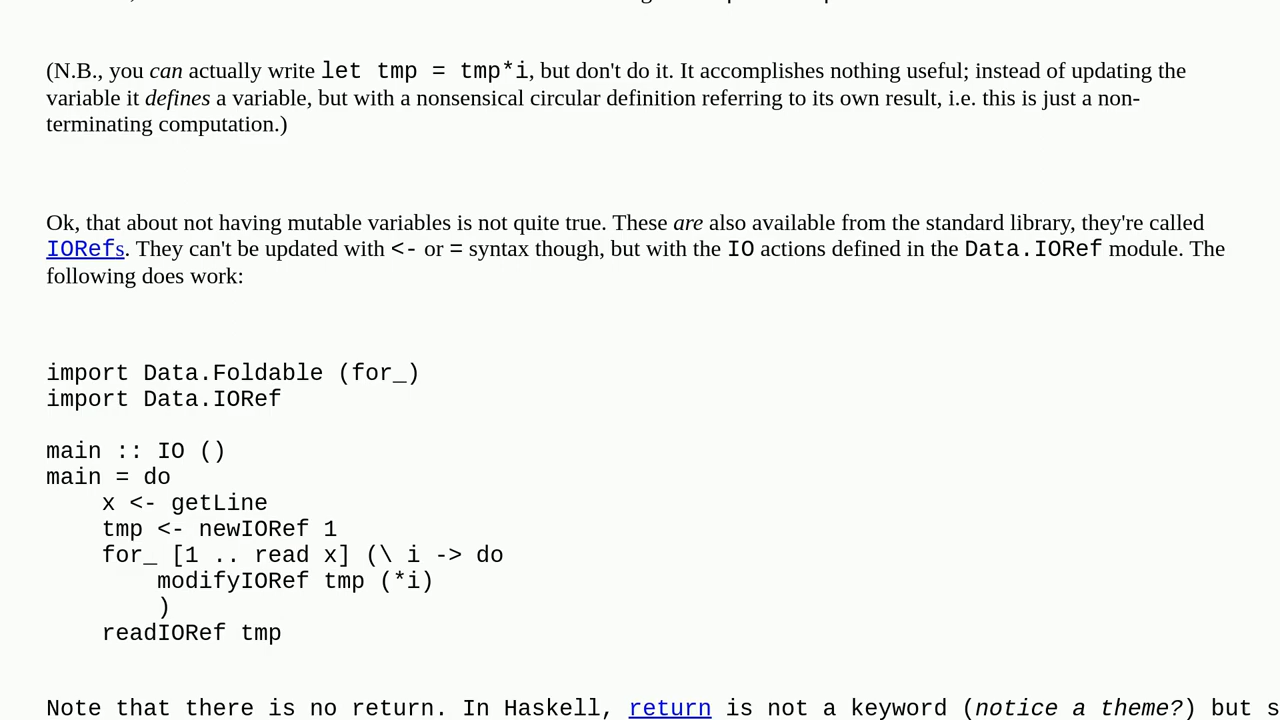 (N.B., you can actually write let tmp = tmp*i, but don't do it. It accomplishes nothing useful; instead of updating the
variable it defines a variable, but with a nonsensical circular definition referring to its own result, i.e. this is just a non-
terminating computation.)
Ok, that about not having mutable variables is not quite true. These are also available from the standard library, they're called
IORefs. They can't be updated with <- or = syntax though, but with the IO actions defined in the Data.IORef module. The
following does work:
import Data.Foldable (for_)
import Data.IORef
main :: IO ()
main = do
    x <- getLine
    tmp <- newIORef 1
    for_ [1 .. read x] (\ i -> do
        modifyIORef tmp (*i)
        )
    readIORef tmp
Note that there is no return. In Haskell, return is not a keyword (notice a theme?) but s